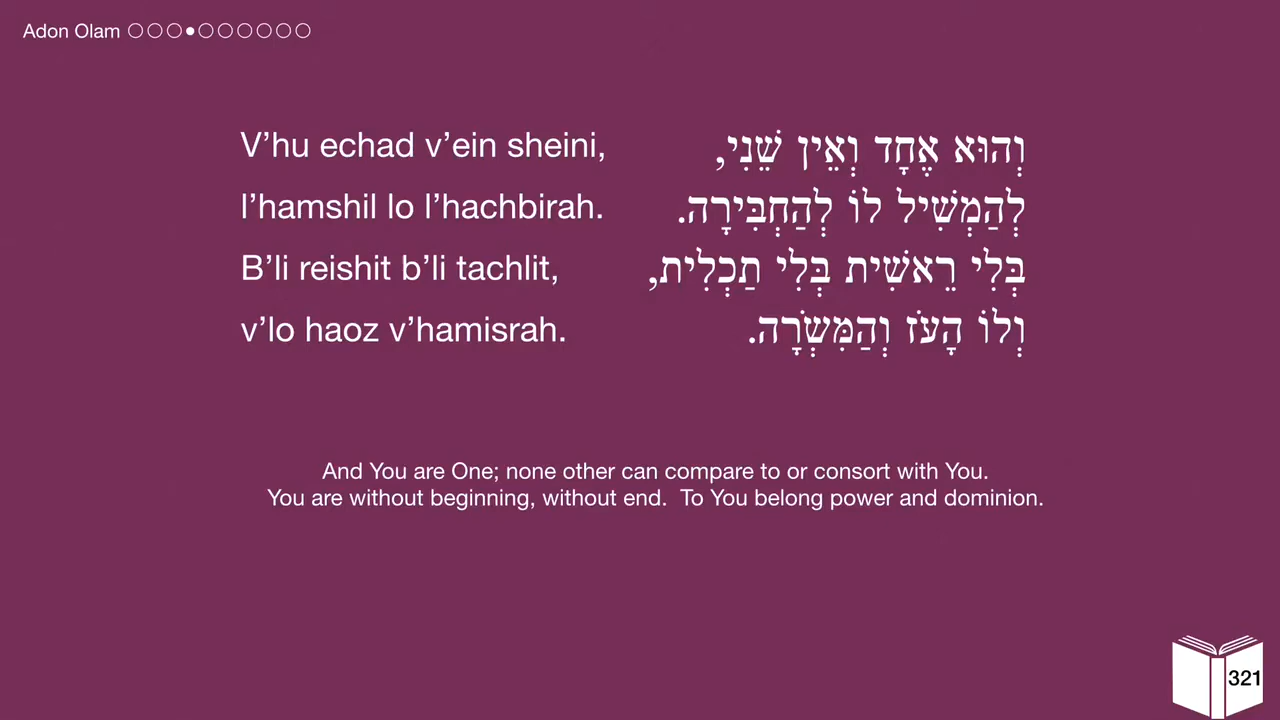 Adon Olam
V’hu echad v’ein sheini,
l’hamshil lo l’hachbirah.
B’li reishit b’li tachlit,
v’lo haoz v’hamisrah.
וְהוּא אֶחָד וְאֵין שֵׁנִי,
לְהַמְשִׁיל לוֹ לְהַחְבִּירָה.
בְּלִי רֵאשִׁית בְּלִי תַכְלִית,
וְלוֹ הָעֹז וְהַמִּשְׂרָה.
And You are One; none other can compare to or consort with You.
You are without beginning, without end.  To You belong power and dominion.
321